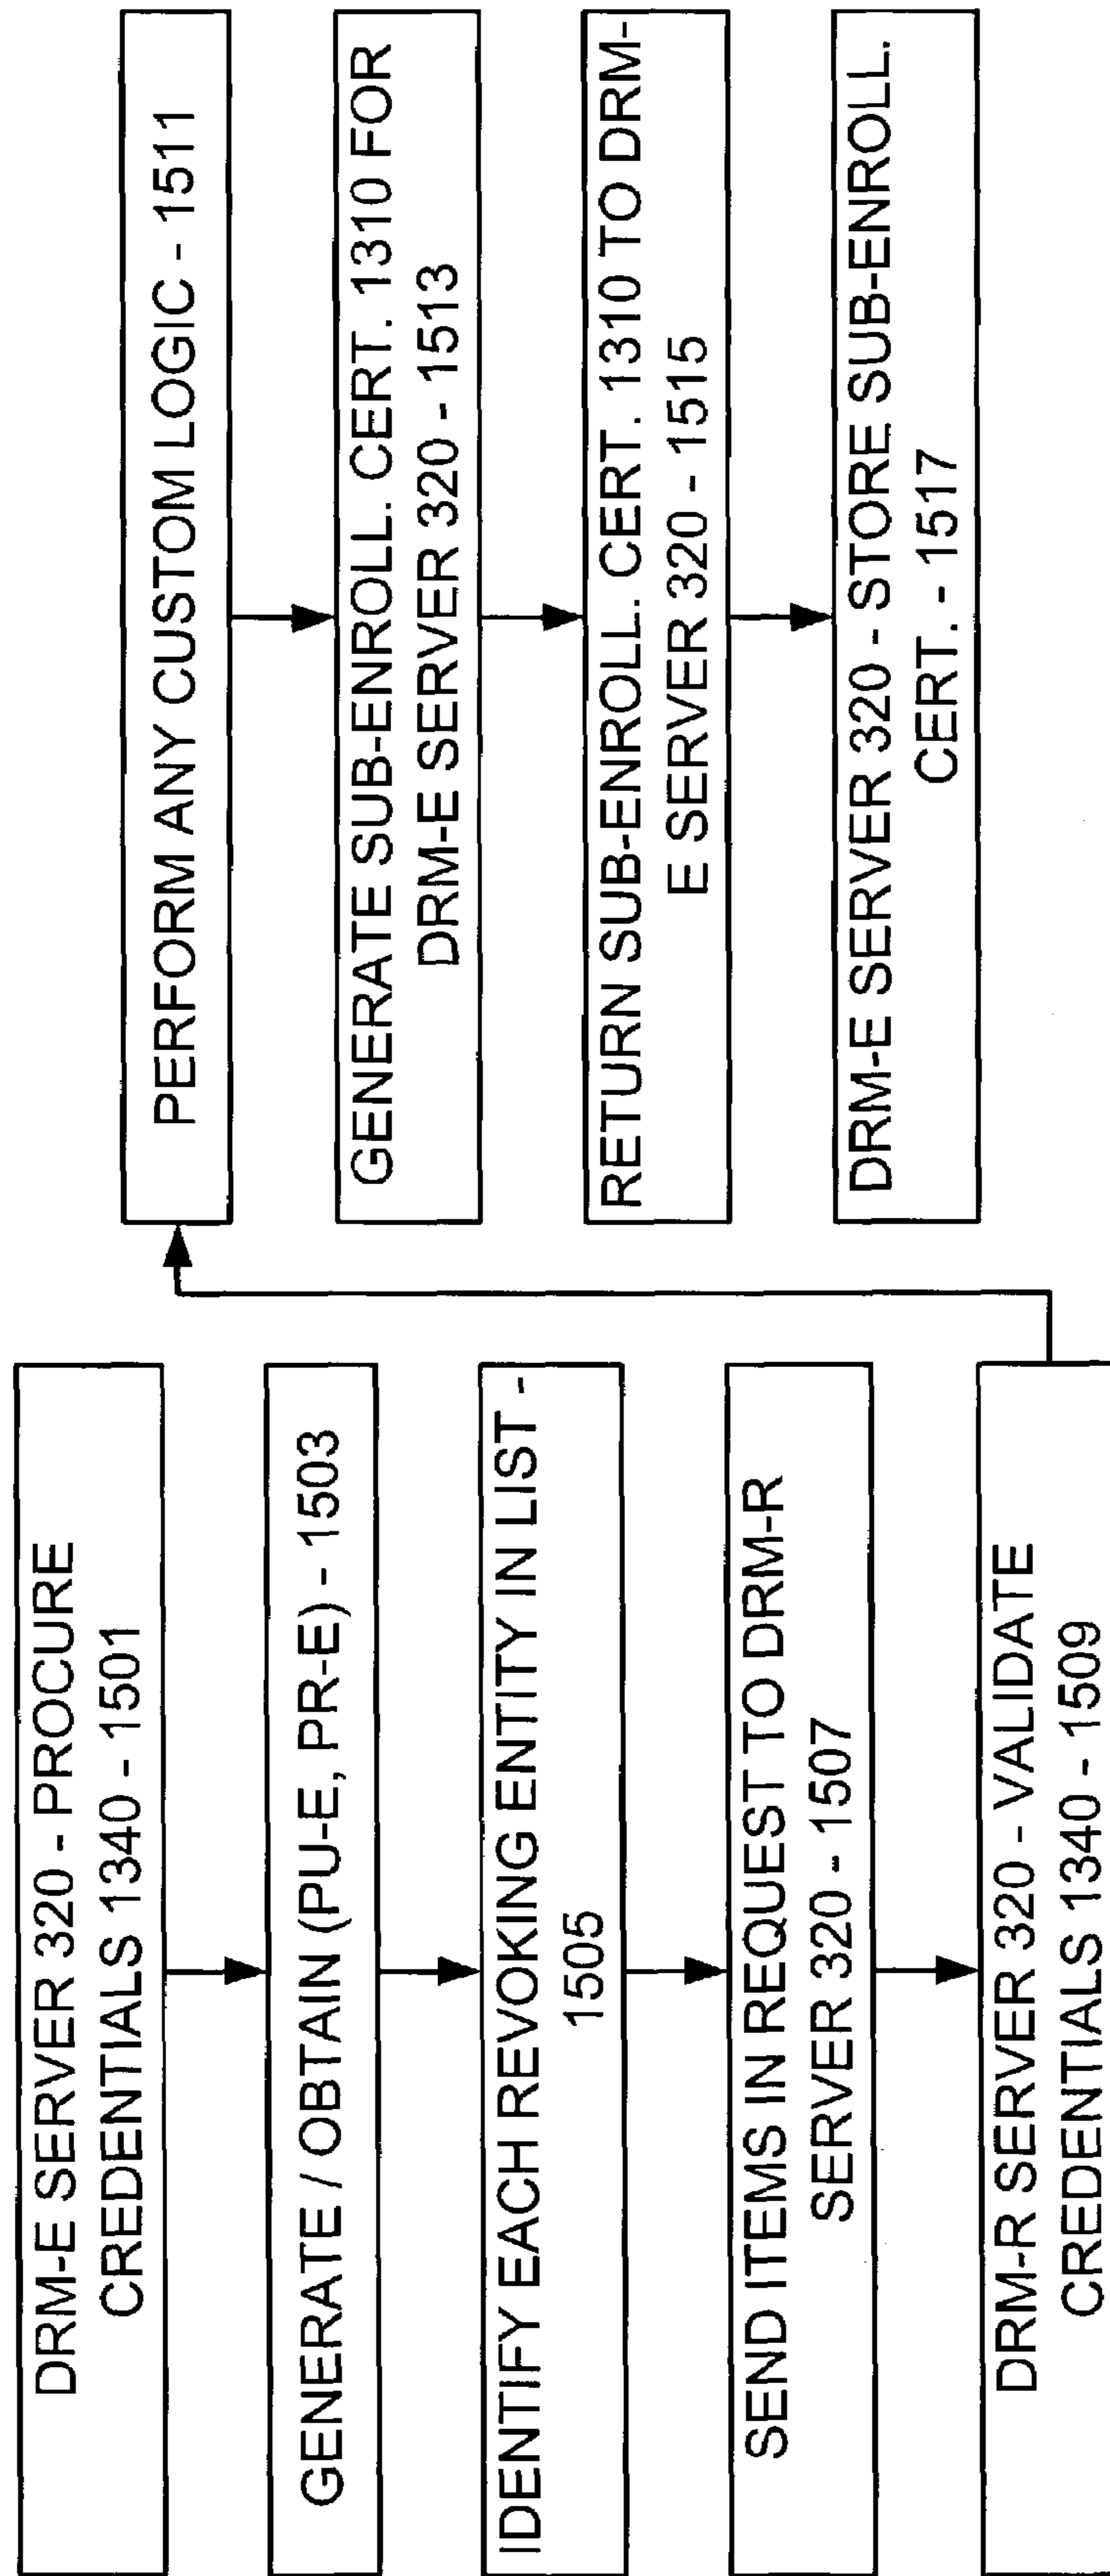 DRM-E SERVER 320 - PROCURE
CREDENTIALS 1340 - 1501
GENERATE / OBTAIN (PU-E, PR-E) - 1503
IDENTIFY EACH REVOKING ENTITY IN LIST -
1505
SEND ITEMS IN REQUEST TO DRM-R
SERVER 320 - 1507
DRM-R SERVER 320 - VALIDATE
CREDENTIALS 1340 - 1509
PERFORM ANY CUSTOM LOGIC - 1511
GENERATE SUB-ENROLL. CERT. 1310 FOR
DRM-E SERVER 320 - 1513
RETURN SUB-ENROLL. CERT. 1310 TO DRM-
E SERVER 320 - 1515
DRM-E SERVER 320 - STORE SUB-ENROLL.
CERT. - 1517